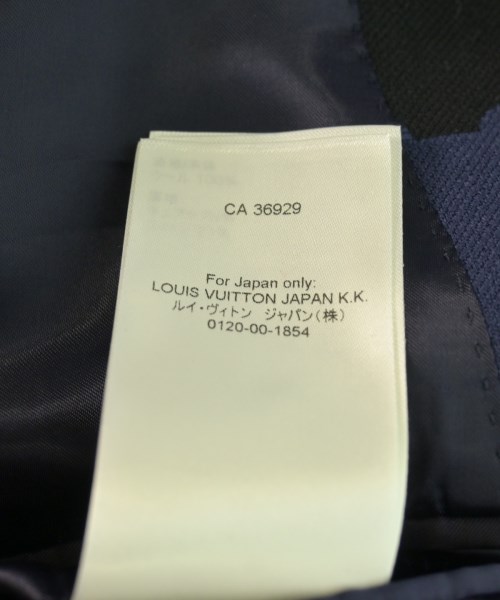 CA 36929
For Japan only:
LOUIS VUITTON JAPAN K.K.
ルイ・ヴィトン　ジャパン(株)
0120-00-1854